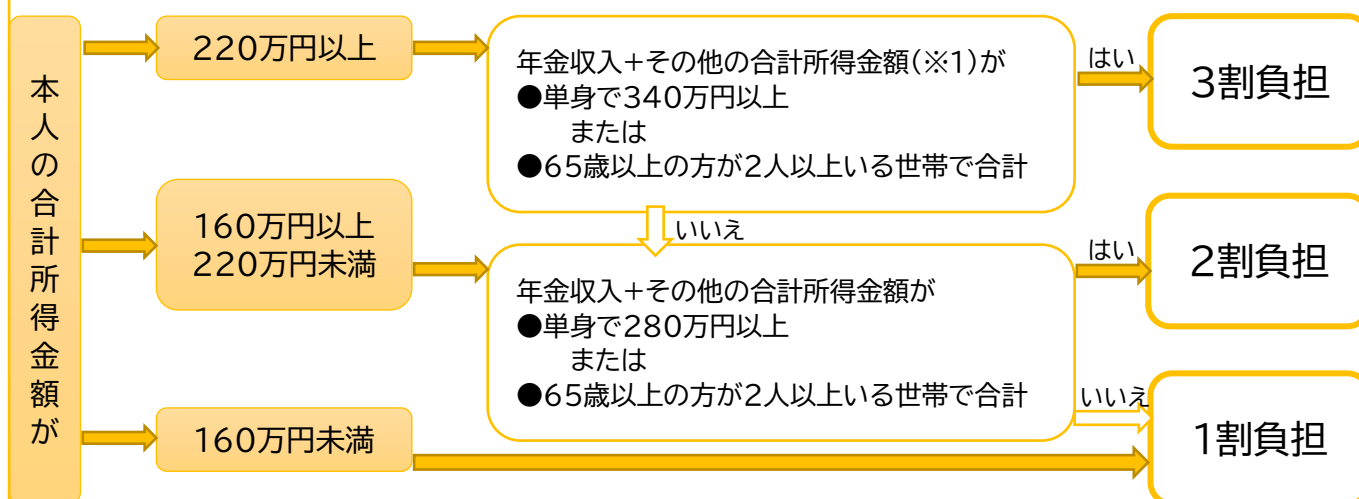 本人の合計所得金額が
220万円以上
年金収入+その他の合計所得金額(※1)が
●単身で340万円以上
または
●65歳以上の方が2人以上いる世帯で合計
はい
3割負担
いいえ
160万円以上
220万円未満
年金収入+その他の合計所得金額が
●単身で280万円以上
または
●65歳以上の方が2人以上いる世帯で合計
はい
2割負担
いいえ
160万円未満
1割負担